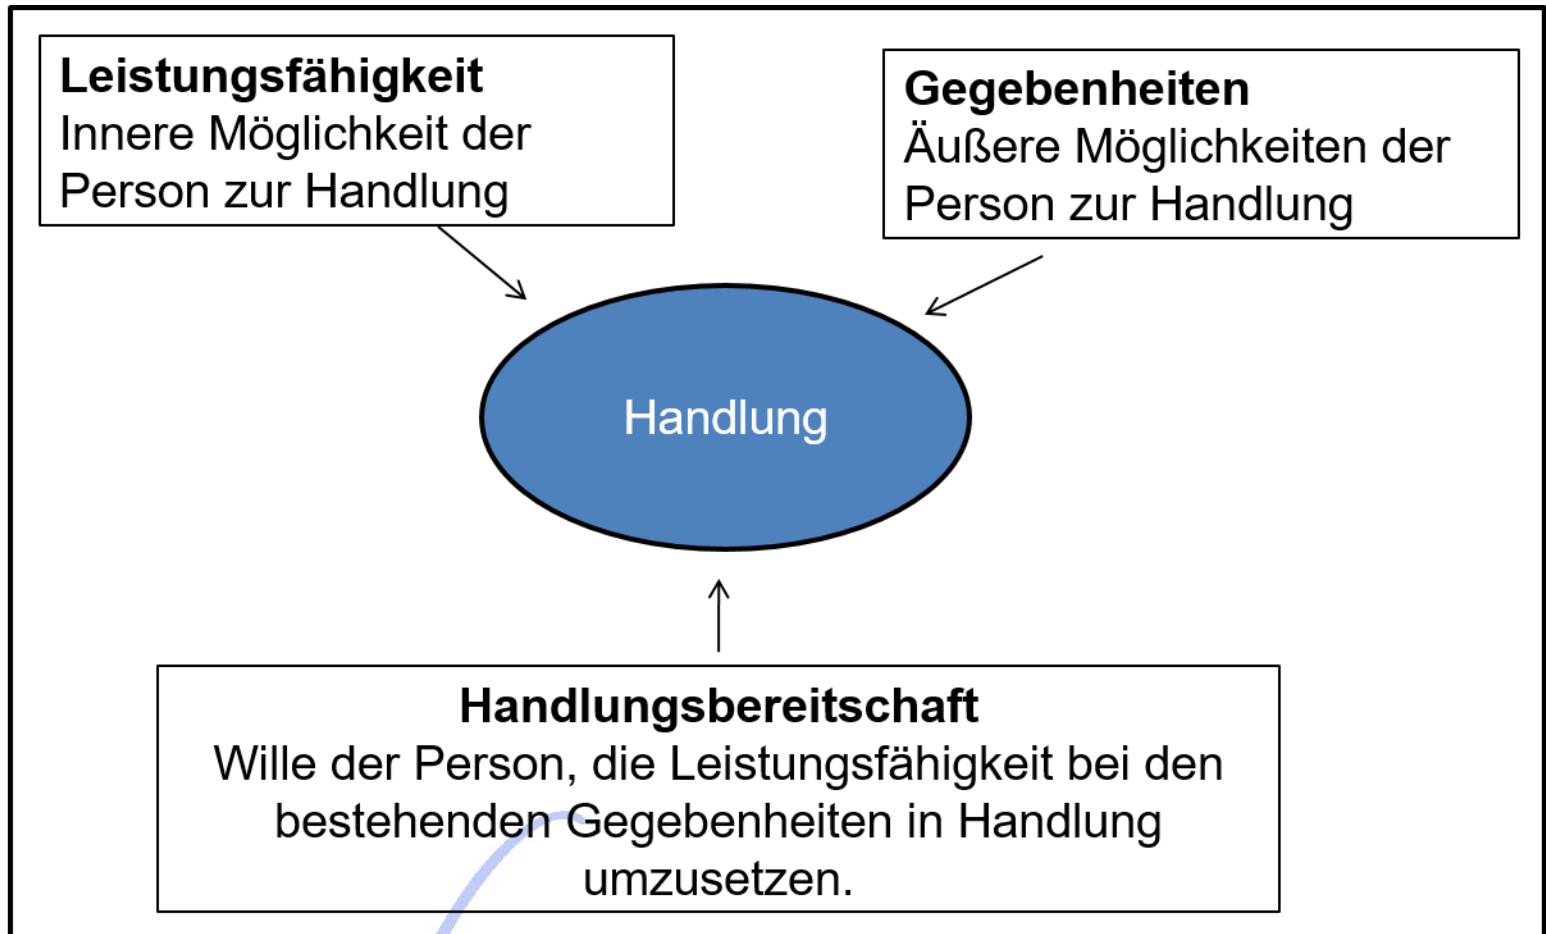 Leistungsfähigkeit
Innere Möglichkeit der
Person zur Handlung
Gegebenheiten
Äußere Möglichkeiten der
Person zur Handlung
Handlung
Handlungsbereitschaft
Wille der Person, die Leistungsfähigkeit bei den
bestehenden Gegebenheiten in Handlung
umzusetzen.